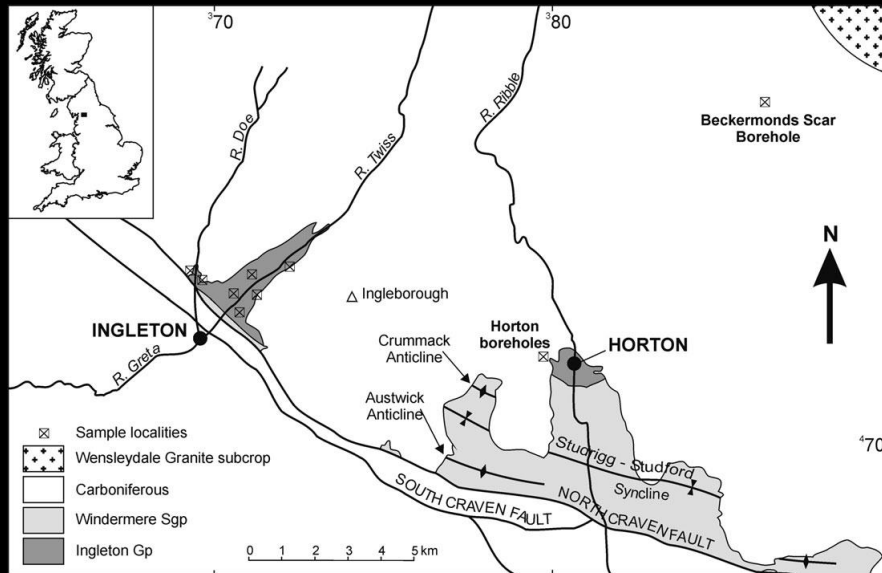 ³70
³80
R. Doe
R. Twiss
R. Ribble
Beckermonds Scar
Borehole
N
Ingleborough
INGLETON
R. Greta
Horton
boreholes
HORTON
Crummack
Anticline
Austwick
Anticline
⁴70
Studrigg - Studford
Syncline
SOUTH CRAVEN FAULT
NORTH CRAVEN FAULT
Sample localities
Wensleydale Granite subcrop
Carboniferous
Windermere Sgp
Ingleton Gp
0 1 2 3 4 5 km